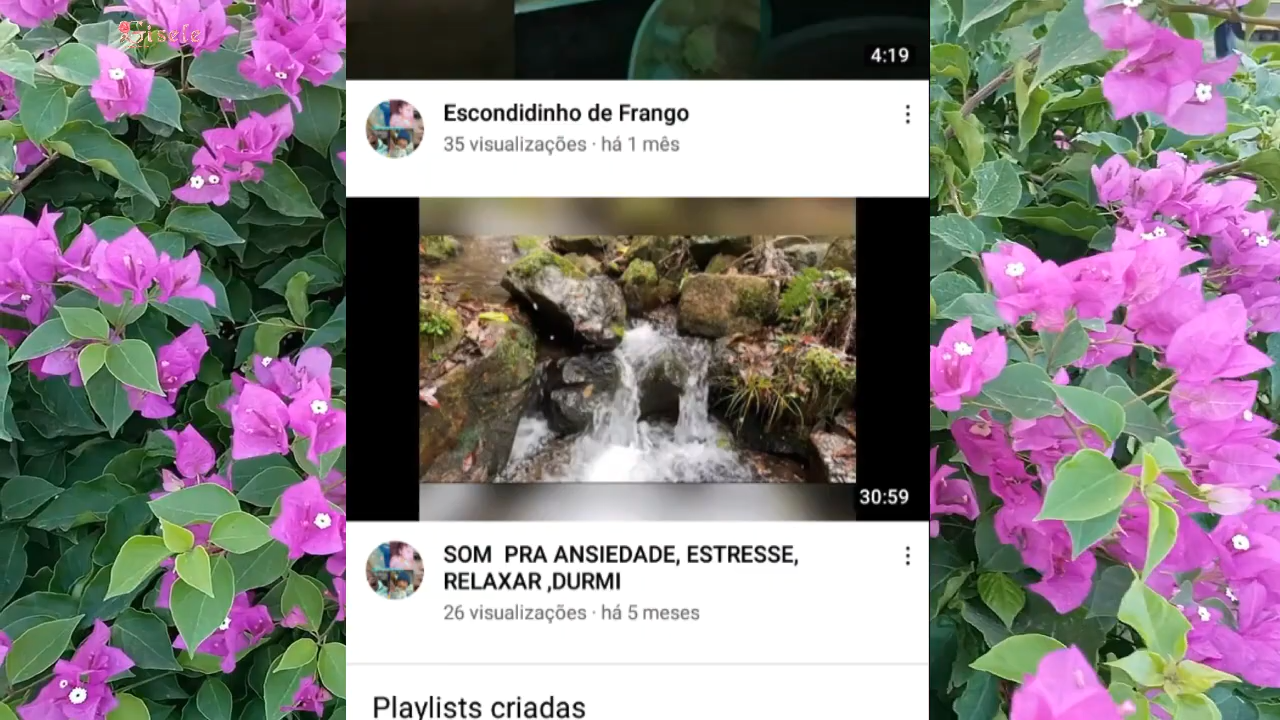 Gisele
4:19
Escondidinho de Frango
35 visualizações · há 1 mês
30:59
SOM PRA ANSIEDADE, ESTRESSE,
RELAXAR ,DURMI
26 visualizações · há 5 meses
Playlists criadas